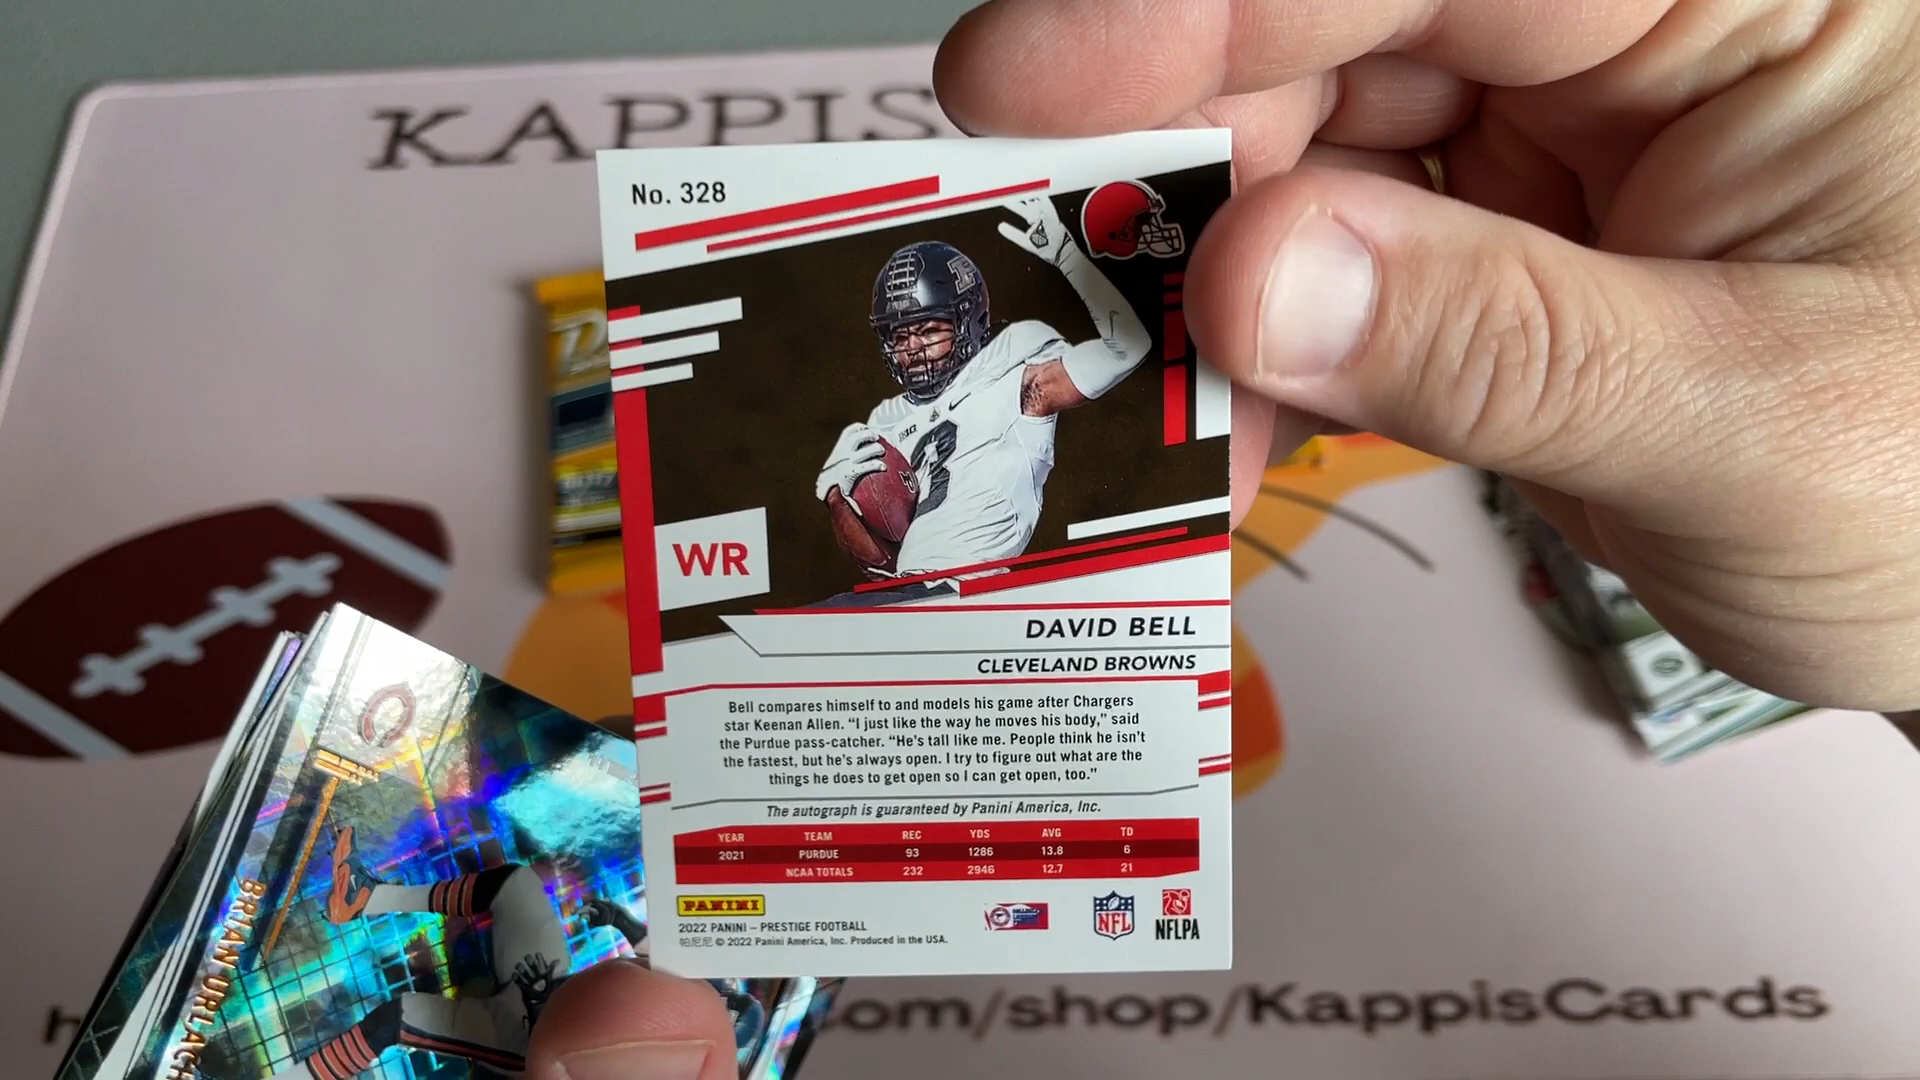 KAPPIS
No. 328
WR
DAVID BELL
CLEVELAND BROWNS
Bell compares himself to and models his game after Chargers
star Keenan Allen. “I just like the way he moves his body,” said
the Purdue pass-catcher. “He’s tall like me. People think he isn’t
the fastest, but he’s always open. I try to figure out what are the
things he does to get open so I can get open, too.”
The autograph is guaranteed by Panini America, Inc.
YEAR TEAM REC YDS AVG TD
2021 PURDUE 93 1286 13.8 6
NCAA TOTALS 232 2946 12.7 21
PANINI
2022 PANINI – PRESTIGE FOOTBALL
帕尼尼 © 2022 Panini America, Inc. Produced in the USA.
NFL
NFLPA
BRIAN URLACH
.com/shop/KappisCards